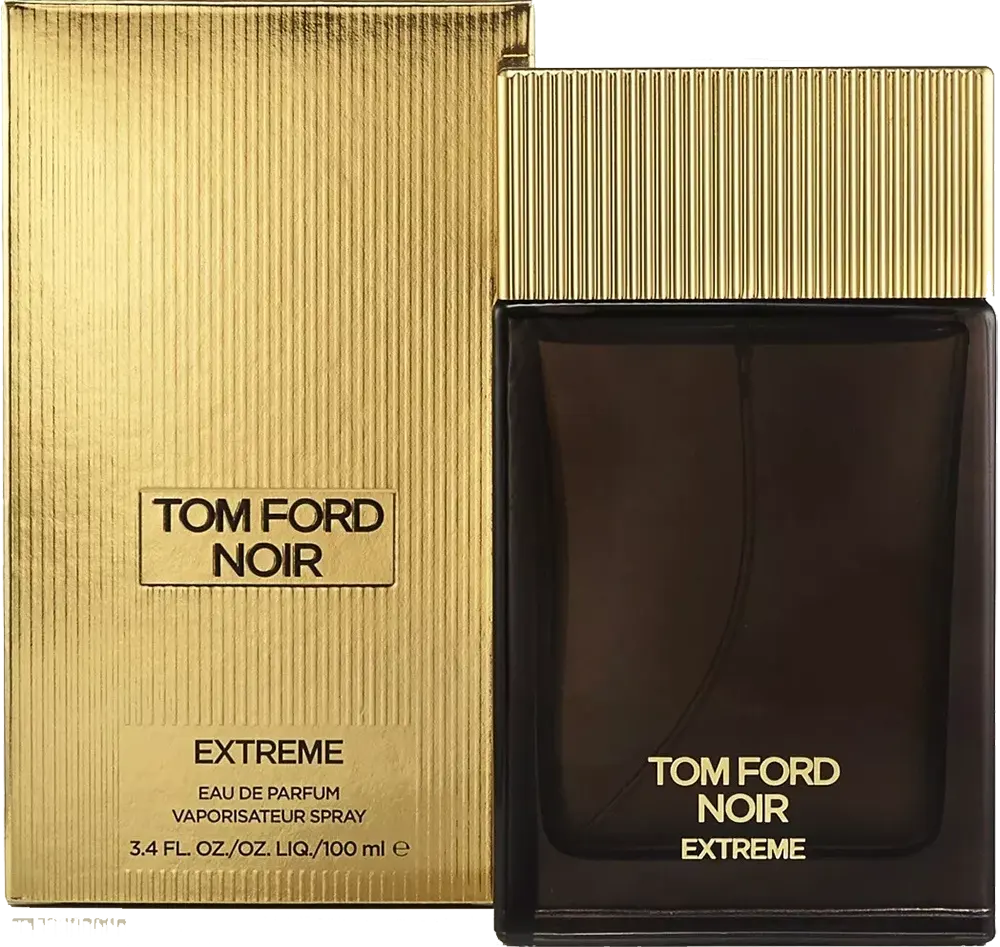 TOM FORD
NOIR
EXTREME
EAU DE PARFUM
VAPORISATEUR SPRAY
3.4 FL. OZ./OZ. LIQ./100 ml ℮
TOM FORD
NOIR
EXTREME